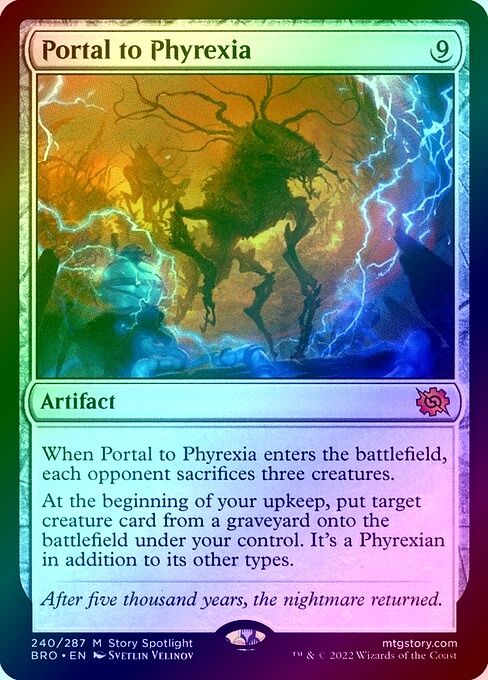 Portal to Phyrexia 9
Artifact
When Portal to Phyrexia enters the battlefield,
each opponent sacrifices three creatures.
At the beginning of your upkeep, put target
creature card from a graveyard onto the
battlefield under your control. It's a Phyrexian
in addition to its other types.
After five thousand years, the nightmare returned.
240/287 M Story Spotlight mtgstory.com
BRO • EN Svetlin Velinov ™ & © 2022 Wizards of the Coast